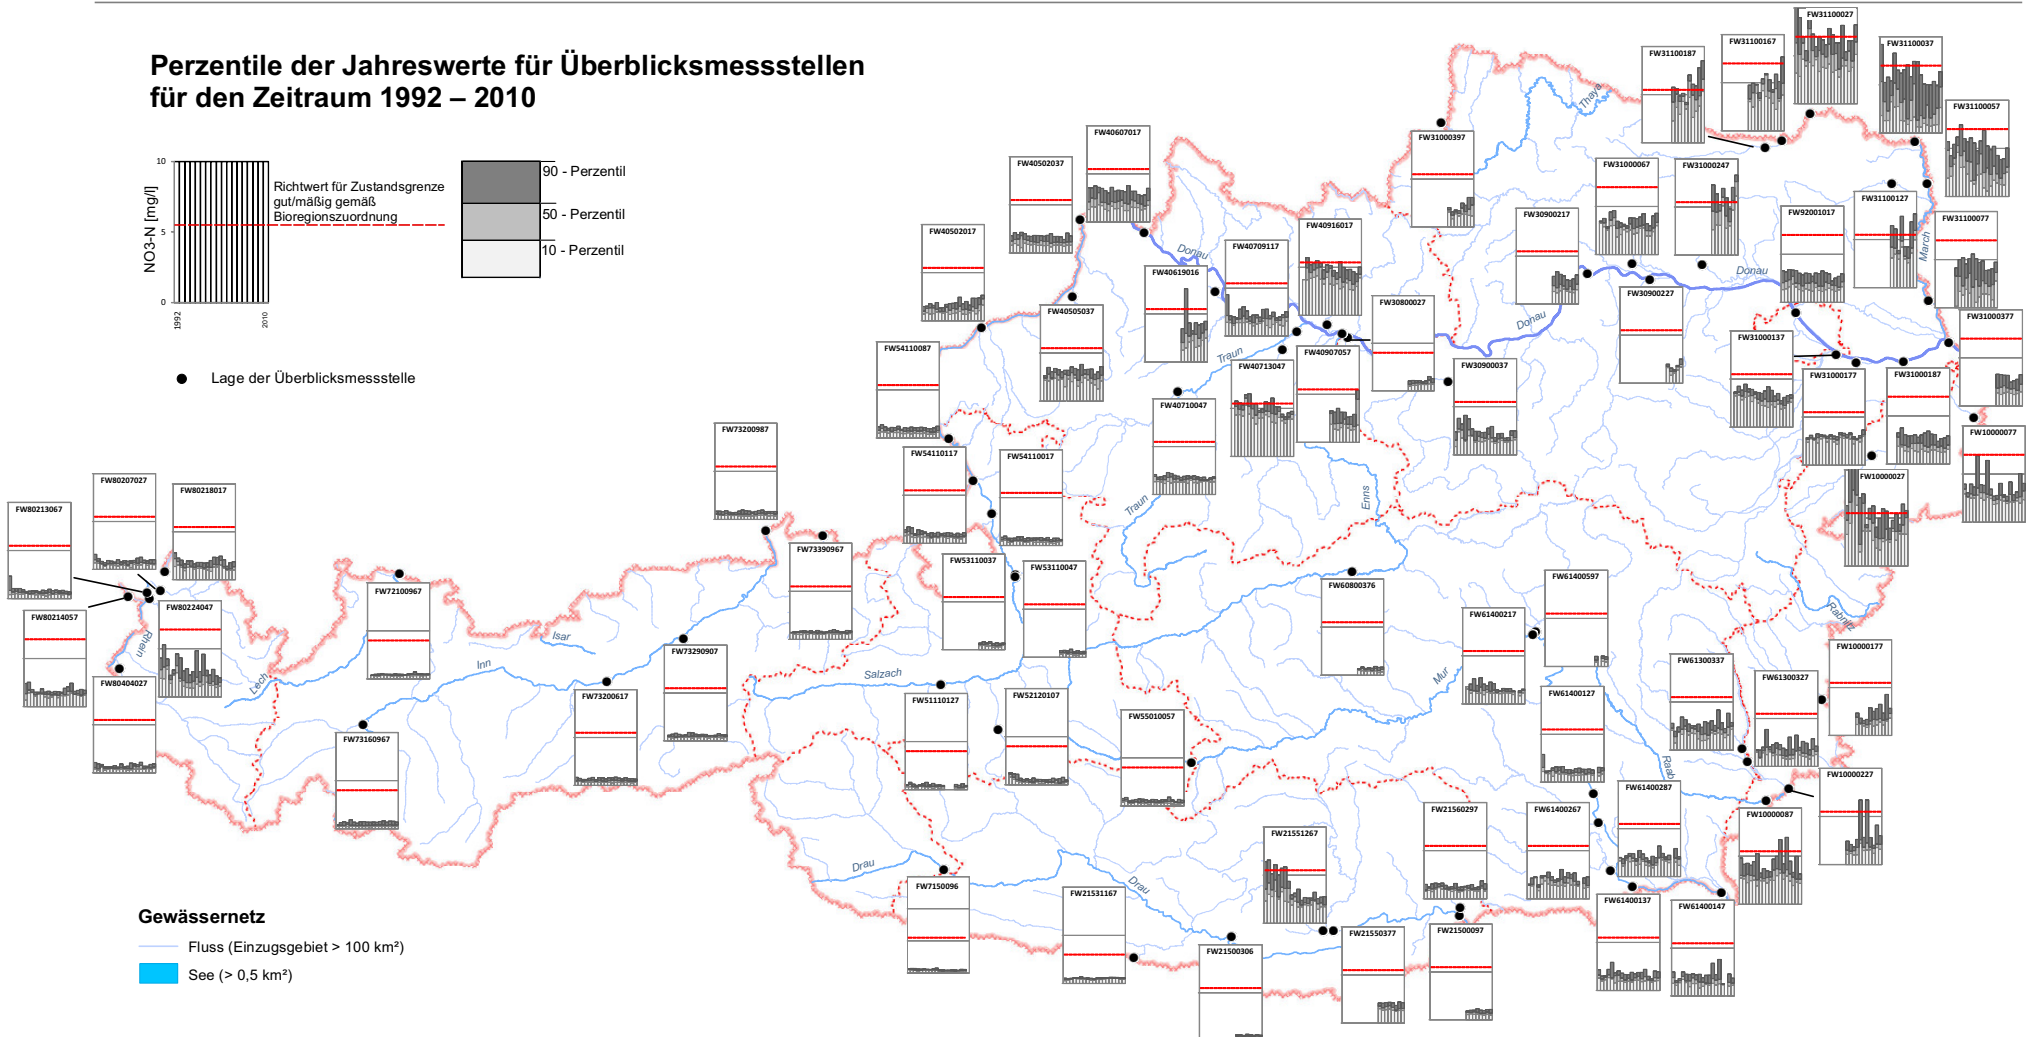 Perzentile der Jahreswerte für Überblicksmessstellen
für den Zeitraum 1992 – 2010
NO3-N [mg/l]
10
5
0
1992
2010
Richtwert für Zustandsgrenze
gut/mäßig gemäß
Bioregionszuordnung
90 - Perzentil
50 - Perzentil
10 - Perzentil
Lage der Überblicksmessstelle
FW31100027
FW31100167
FW31100037
FW31100187
FW31100057
FW40607017
FW31000397
FW40502037
FW31000067
FW31000247
FW31100127
FW30900217
FW92001017
FW31100077
FW40502017
FW40916017
FW40709117
FW40619016
FW30800027
FW30900227
FW40505037
FW31000377
FW31000137
FW54110087
FW40907057
FW40713047
FW30900037
FW31000177
FW31000187
FW40710047
FW73200987
FW10000077
FW54110117
FW54110017
FW10000027
FW80207027
FW80218017
FW80213067
FW73390967
FW53110037
FW53110047
FW72100967
FW61400597
FW60800376
FW80224047
FW80214057
FW61400217
FW73290907
FW10000177
FW61300337
FW61300327
FW80404027
FW73200617
FW51110127
FW52120107
FW61400127
FW55010057
FW73160967
FW10000227
FW61400287
FW21560297
FW61400267
FW10000087
FW21551267
FW7150096
FW21531167
FW61400137
FW61400147
FW21550377
FW21500097
FW21500306
Thaya
Donau
Donau
Donau
March
Traun
Traun
Enns
Rhein
Lech
Isar
Inn
Salzach
Mur
Raab
Rabnitz
Drau
Drau
Gewässernetz
Fluss (Einzugsgebiet > 100 km²)
See (> 0,5 km²)